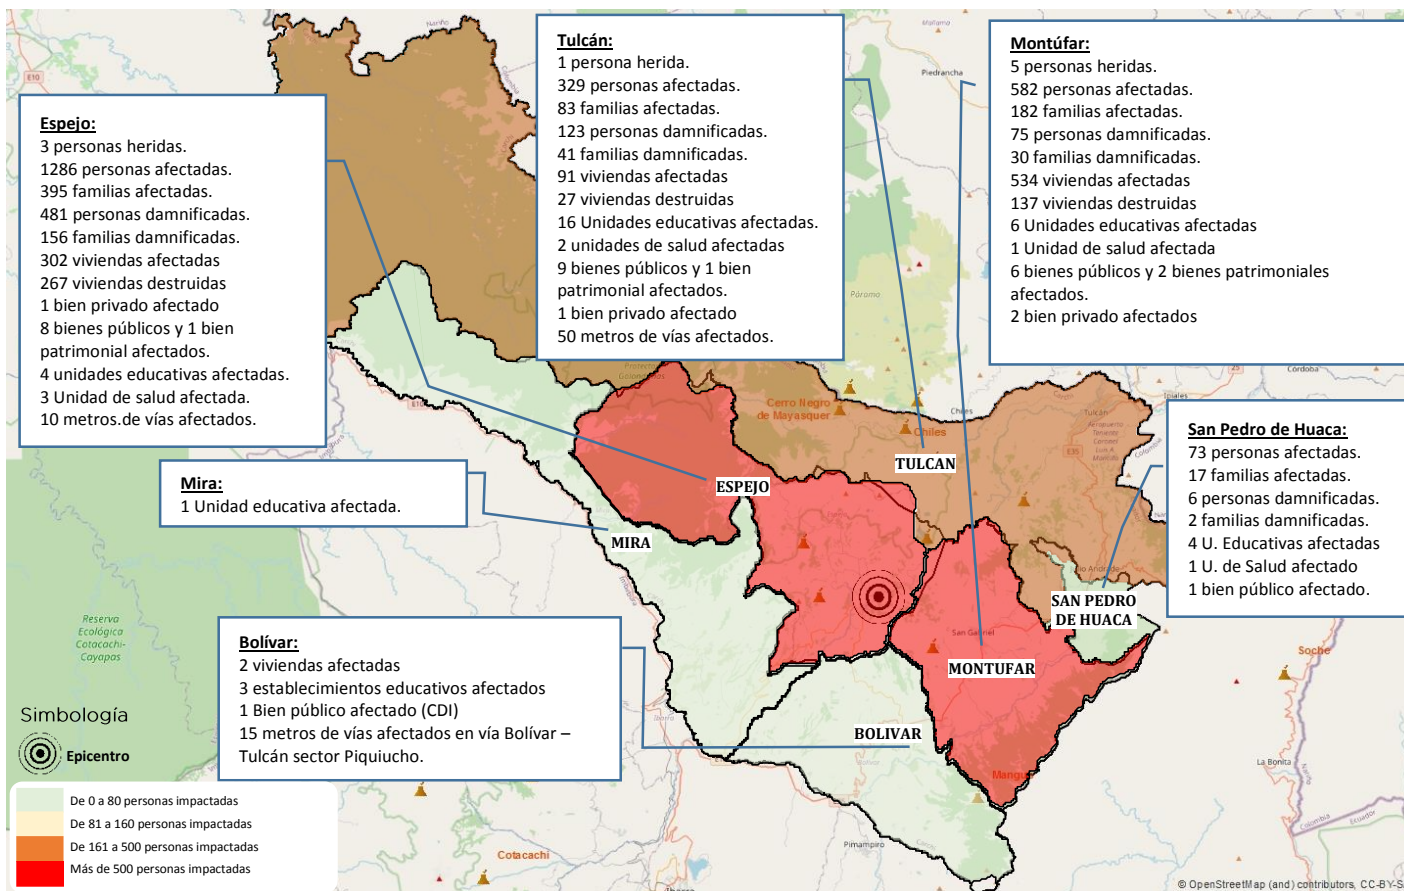 Espejo:
3 personas heridas.
1286 personas afectadas.
395 familias afectadas.
481 personas damnificadas.
156 familias damnificadas.
302 viviendas afectadas
267 viviendas destruidas
1 bien privado afectado
8 bienes públicos y 1 bien
patrimonial afectados.
4 unidades educativas afectadas.
3 Unidad de salud afectada.
10 metros.de vías afectados.
Tulcán:
1 persona herida.
329 personas afectadas.
83 familias afectadas.
123 personas damnificadas.
41 familias damnificadas.
91 viviendas afectadas
27 viviendas destruidas
16 Unidades educativas afectadas.
2 unidades de salud afectadas
9 bienes públicos y 1 bien
patrimonial afectados.
1 bien privado afectado
50 metros de vías afectados.
Montúfar:
5 personas heridas.
582 personas afectadas.
182 familias afectadas.
75 personas damnificadas.
30 familias damnificadas.
534 viviendas afectadas
137 viviendas destruidas
6 Unidades educativas afectadas
1 Unidad de salud afectada
6 bienes públicos y 2 bienes patrimoniales
afectados.
2 bien privado afectados
San Pedro de Huaca:
73 personas afectadas.
17 familias afectadas.
6 personas damnificadas.
2 familias damnificadas.
4 U. Educativas afectadas
1 U. de Salud afectado
1 bien público afectado.
Mira:
1 Unidad educativa afectada.
Bolívar:
2 viviendas afectadas
3 establecimientos educativos afectados
1 Bien público afectado (CDI)
15 metros de vías afectados en vía Bolívar –
Tulcán sector Piquiucho.
TULCÁN
ESPEJO
MIRA
SAN PEDRO
DE HUACA
MONTUFAR
BOLIVAR
Piedrancha
Páramo
Cerro Negro
de Mayasquer
Chiles
Chiles
Tulcán
Ipiales
Córdoba
San Gabriel
Soche
La Bonita
Pimampiro
Cotacachi
Ibarra
Reserva
Ecológica
Cotacachi-
Cayapas
E10
E35
25
Colombia
Ecuador
Simbología
Epicentro
De 0 a 80 personas impactadas
De 81 a 160 personas impactadas
De 161 a 500 personas impactadas
Más de 500 personas impactadas
© OpenStreetMap (and) contributors, CC-BY-S